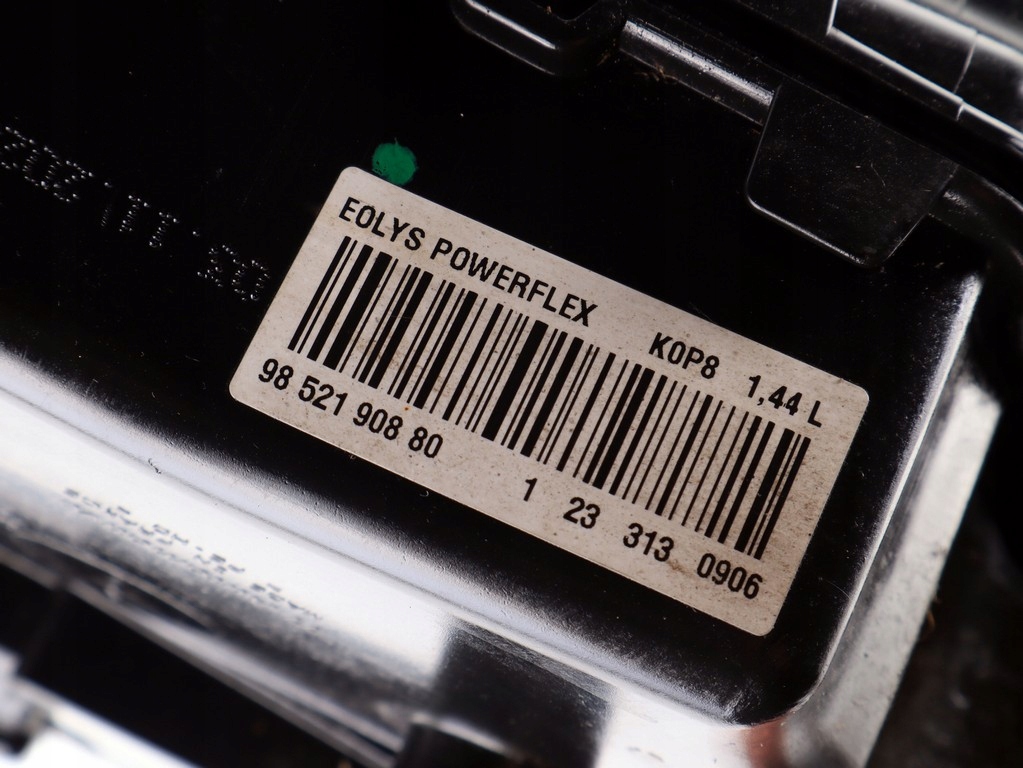 EOLYS POWERFLEX K0P8 1,44 L
98 521 908 80 1 23 313 0906